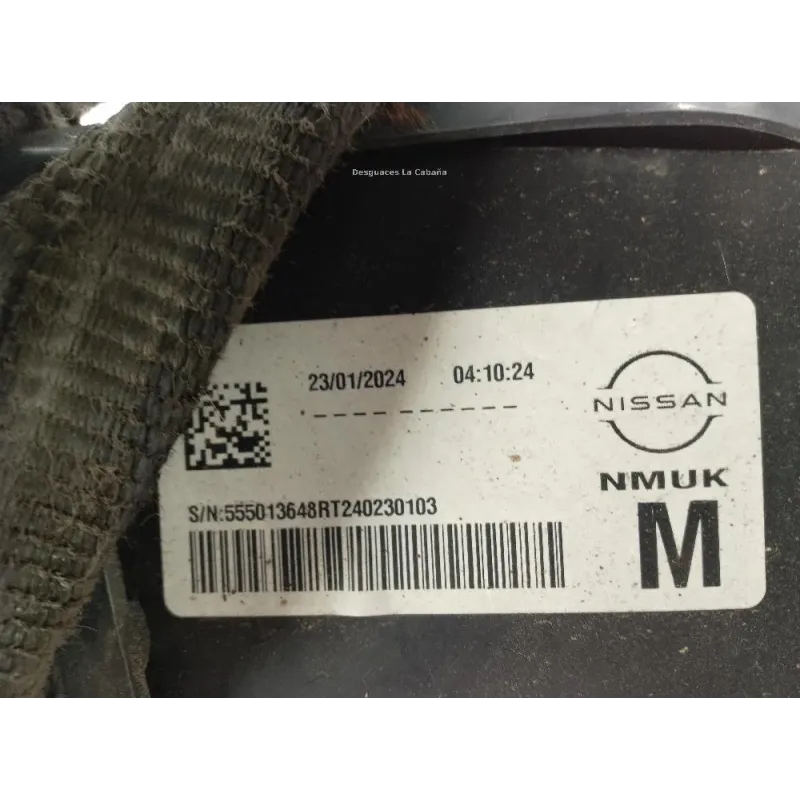 Desguaces La Cabaña
23/01/2024 04:10:24
NISSAN
NMUK
S/N:555013648RT240230103
M